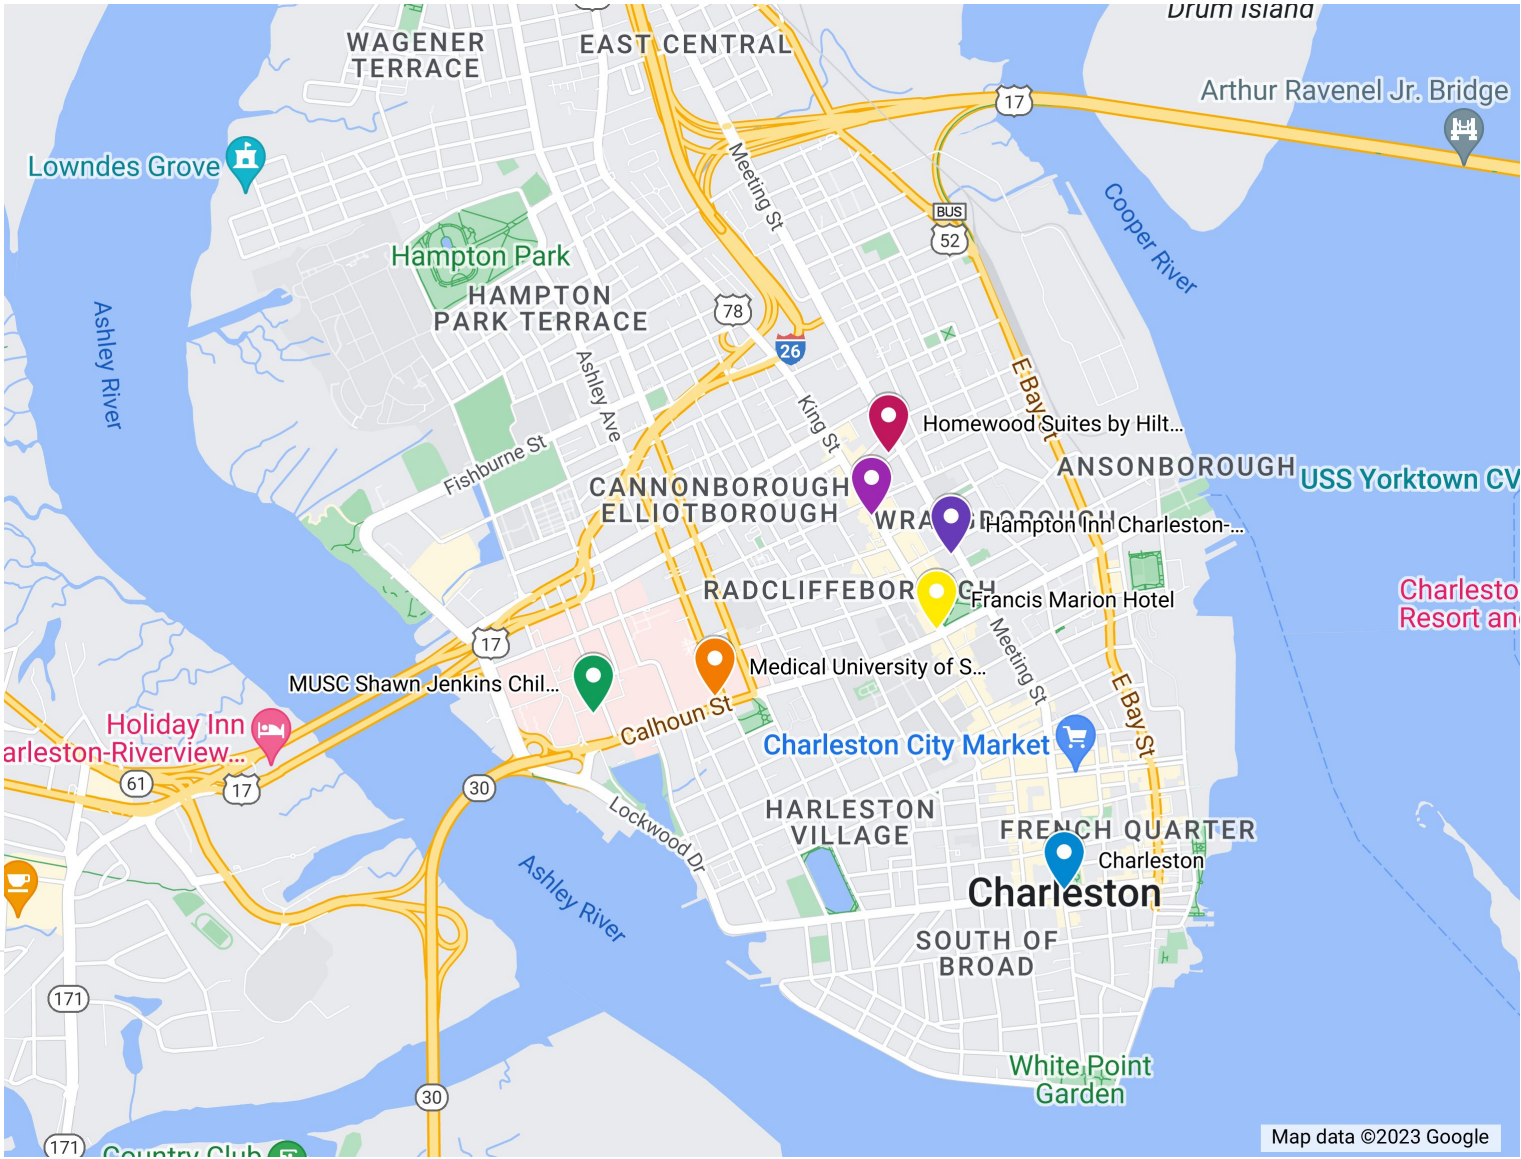 Drum Island
WAGENER
TERRACE
EAST CENTRAL
17
Arthur Ravenel Jr. Bridge
Lowndes Grove
Meeting St
Cooper River
BUS
52
Hampton Park
HAMPTON
PARK TERRACE
78
26
Ashley River
Ashley Ave
E Bay St
King St
Homewood Suites by Hilt...
Fishburne St
ANSONBOROUGH
USS Yorktown CV
CANNONBOROUGH
ELLIOTBOROUGH
Hampton Inn Charleston-...
RADCLIFFEBOR GH
Francis Marion Hotel
Charlesto
Resort an
17
Meeting St
Medical University of S...
MUSC Shawn Jenkins Chil...
Calhoun St
E Bay St
Holiday Inn
arleston-Riverview...
Charleston City Market
61
17
30
Lockwood Dr
HARLESTON
VILLAGE
FRENCH QUARTER
Charleston
Charleston
Ashley River
SOUTH OF
BROAD
171
White Point
Garden
30
Map data ©2023 Google
171
Country Club